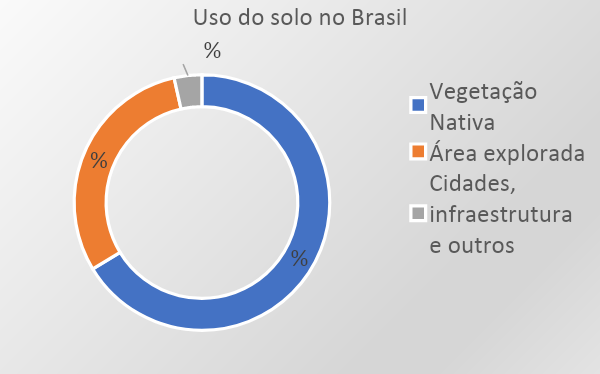 Uso do solo no Brasil
%
%
%
Vegetação
Nativa
Área explorada
Cidades,
infraestrutura
e outros